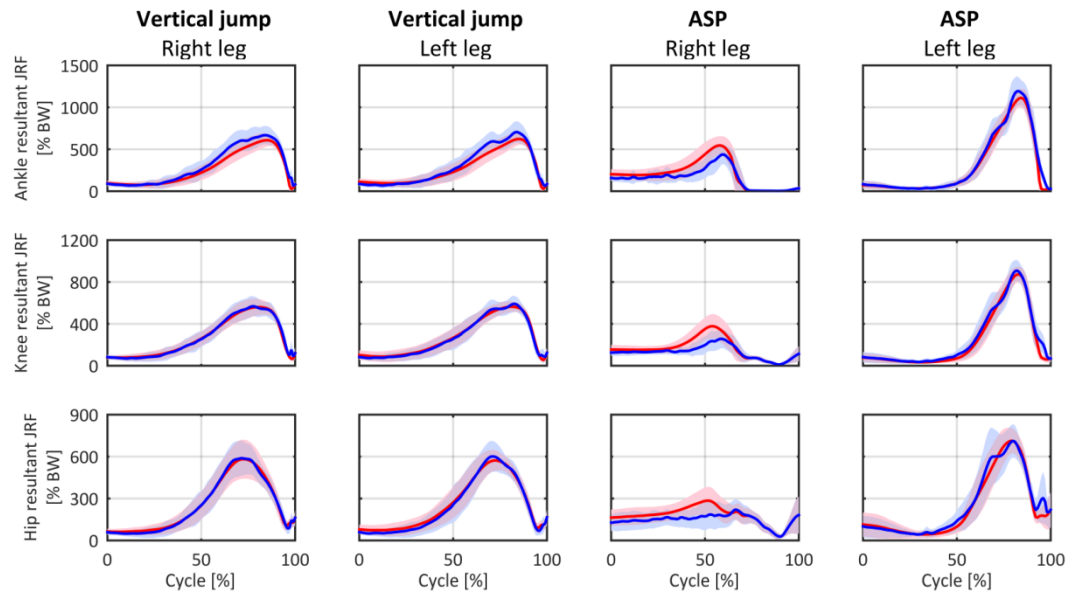 Vertical jump Vertical jump ASP ASP
Right leg Left leg Right leg Left leg
Ankle resultant JRF
[% BW]
1500
1000
500
0
Knee resultant JRF
[% BW]
1200
800
400
0
Hip resultant JRF
[% BW]
900
600
300
0
0 50 100 0 50 100 0 50 100 0 50 100
Cycle [%] Cycle [%] Cycle [%] Cycle [%]